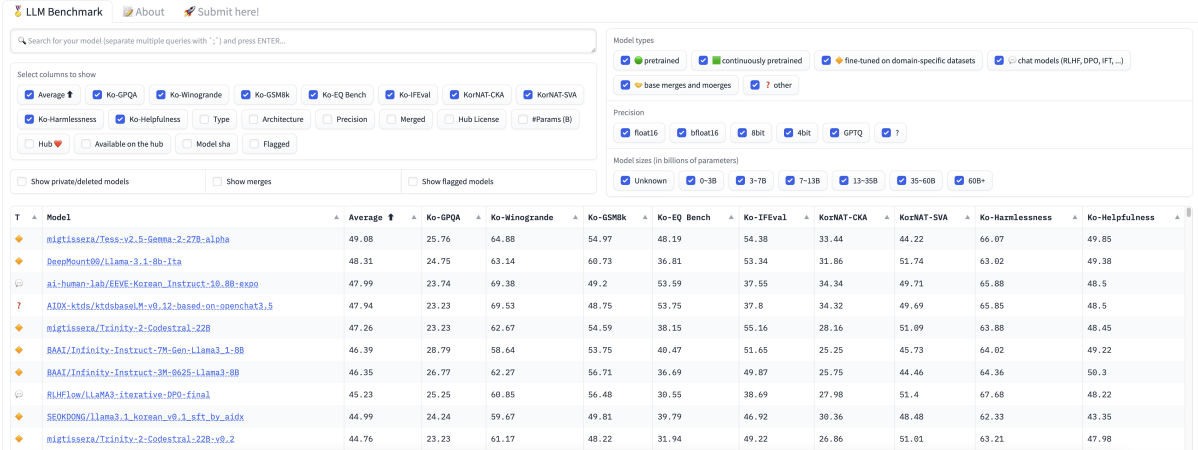 LLM Benchmark About Submit here!
Search for your model (separate multiple queries with `;`) and press ENTER...
Select columns to show
Average ⬆ Ko-GPQA Ko-Winogrande Ko-GSM8k Ko-EQ Bench Ko-IFEval KorNAT-CKA KorNAT-SVA
Ko-Harmlessness Ko-Helpfulness Type Architecture Precision Merged Hub License #Params (B)
Hub ❤ Available on the hub Model sha Flagged
Show private/deleted models Show merges Show flagged models
Model types
pretrained continuously pretrained fine-tuned on domain-specific datasets chat models (RLHF, DPO, IFT, ...)
base merges and moerges ? other
Precision
float16 bfloat16 8bit 4bit GPTQ ?
Model sizes (in billions of parameters)
Unknown 0~3B 3~7B 7~13B 13~35B 35~60B 60B+
T Model Average ⬆ Ko-GPQA Ko-Winogrande Ko-GSM8k Ko-EQ Bench Ko-IFEval KorNAT-CKA KorNAT-SVA Ko-Harmlessness Ko-Helpfulness
migtissera/Tess-v2.5-Gemma-2-27B-alpha 49.08 25.76 64.88 54.97 48.19 54.38 33.44 44.22 66.07 49.85
DeepMount00/Llama-3.1-8b-Ita 48.31 24.75 63.14 60.73 36.81 53.34 31.86 51.74 63.02 49.38
ai-human-lab/EEVE-Korean_Instruct-10.8B-expo 47.99 23.74 69.38 49.2 53.59 37.55 34.34 49.71 65.88 48.5
? AIDX-ktds/ktdsbaseLM-v0.12-based-on-openchat3.5 47.94 23.23 69.53 48.75 53.75 37.8 34.32 49.69 65.85 48.5
migtissera/Trinity-2-Codestral-22B 47.26 23.23 62.67 54.59 38.15 55.16 28.16 51.09 63.88 48.45
BAAI/Infinity-Instruct-7M-Gen-Llama3_1-8B 46.39 28.79 58.64 53.75 40.47 51.65 25.25 45.73 64.02 49.22
BAAI/Infinity-Instruct-3M-0625-Llama3-8B 46.35 26.77 62.27 56.71 36.69 49.87 25.75 44.46 64.36 50.3
RLHFlow/LLaMA3-iterative-DPO-final 45.23 25.25 60.85 56.48 30.55 38.69 27.98 51.4 67.68 48.22
SEOKDONG/llama3.1_korean_v0.1_sft_by_aidx 44.99 24.24 59.67 49.81 39.79 46.92 30.36 48.48 62.33 43.35
migtissera/Trinity-2-Codestral-22B-v0.2 44.76 23.23 61.17 48.22 31.94 49.22 26.86 51.01 63.21 47.98